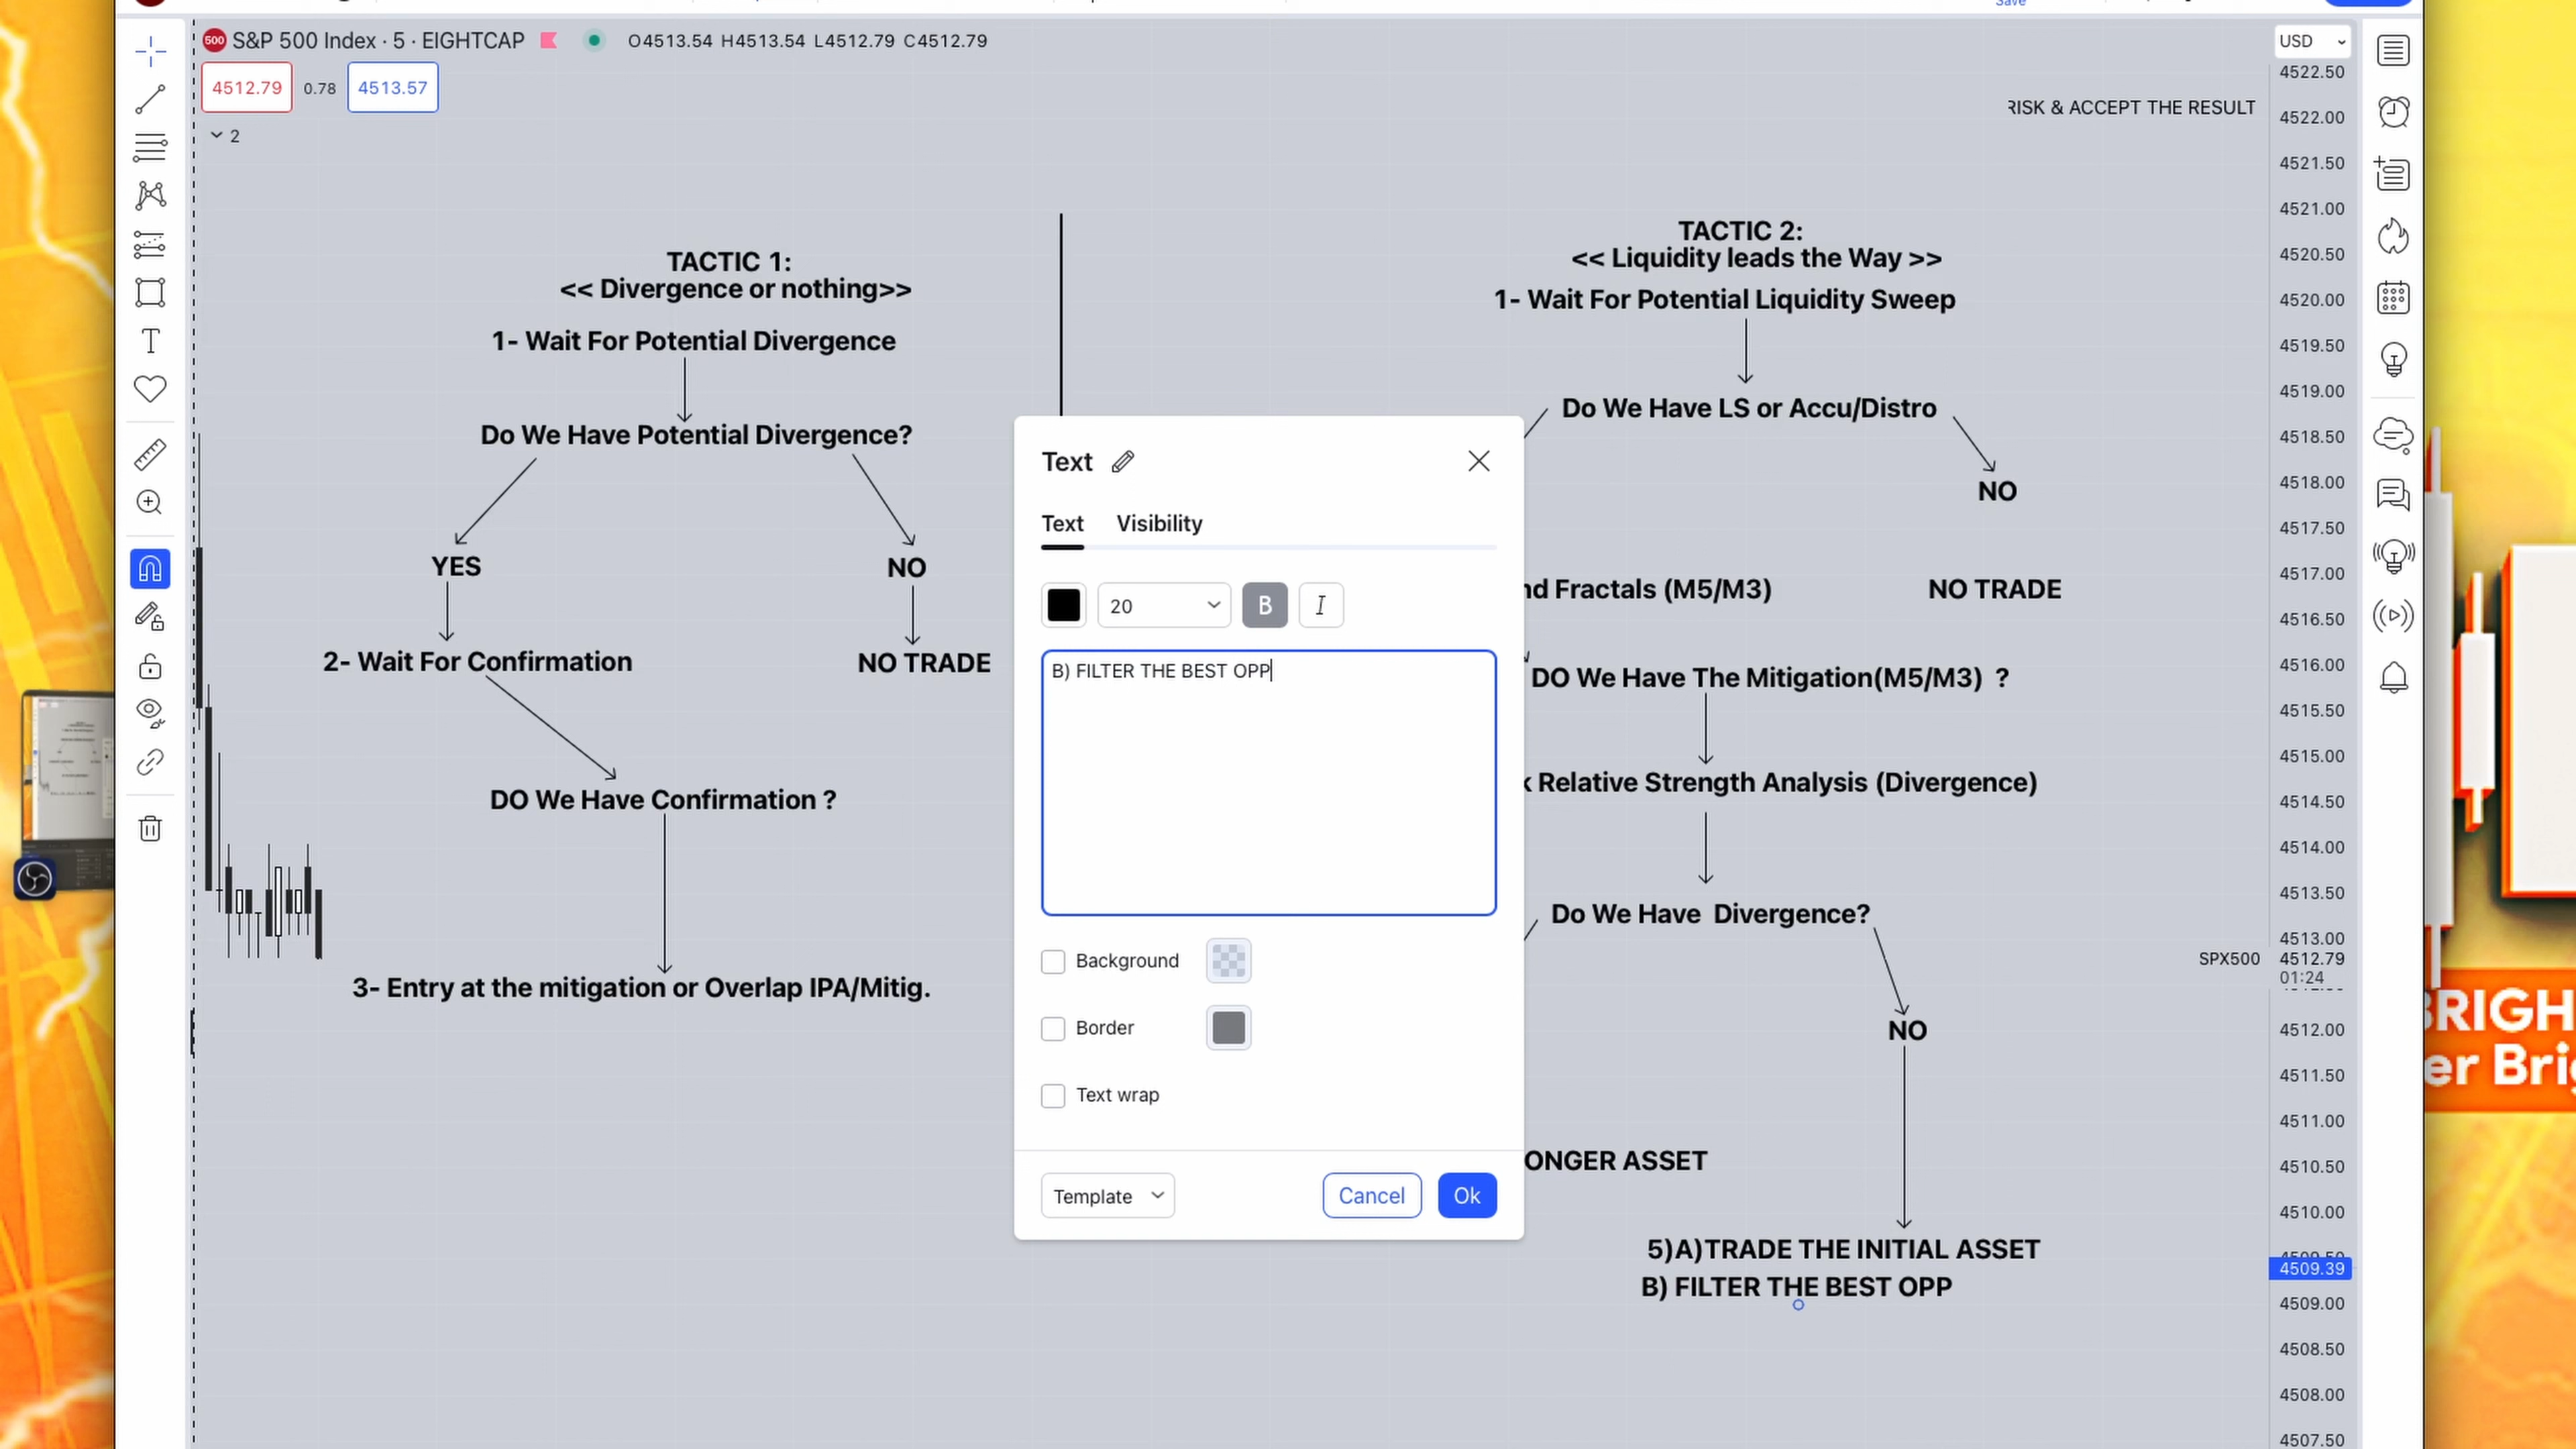 Save
500 S&P 500 Index · 5 · EIGHTCAP O4513.54 H4513.54 L4512.79 C4512.79
USD
4512.79 0.78 4513.57
2
RISK & ACCEPT THE RESULT
TACTIC 1:
<< Divergence or nothing>>
1- Wait For Potential Divergence
Do We Have Potential Divergence?
YES
NO
2- Wait For Confirmation
NO TRADE
DO We Have Confirmation ?
3- Entry at the mitigation or Overlap IPA/Mitig.
TACTIC 2:
<< Liquidity leads the Way >>
1- Wait For Potential Liquidity Sweep
Do We Have LS or Accu/Distro
NO
nd Fractals (M5/M3)
NO TRADE
DO We Have The Mitigation(M5/M3) ?
k Relative Strength Analysis (Divergence)
Do We Have Divergence?
NO
ONGER ASSET
5)A)TRADE THE INITIAL ASSET
B) FILTER THE BEST OPP
Text
Text Visibility
20 B I
B) FILTER THE BEST OPP
Background
Border
Text wrap
Template Cancel Ok
4522.50
4522.00
4521.50
4521.00
4520.50
4520.00
4519.50
4519.00
4518.50
4518.00
4517.50
4517.00
4516.50
4516.00
4515.50
4515.00
4514.50
4514.00
4513.50
4513.00
SPX500 4512.79
01:24
4512.00
4511.50
4511.00
4510.50
4510.00
4509.50
4509.39
4509.00
4508.50
4508.00
4507.50
BRIGH
er Bri